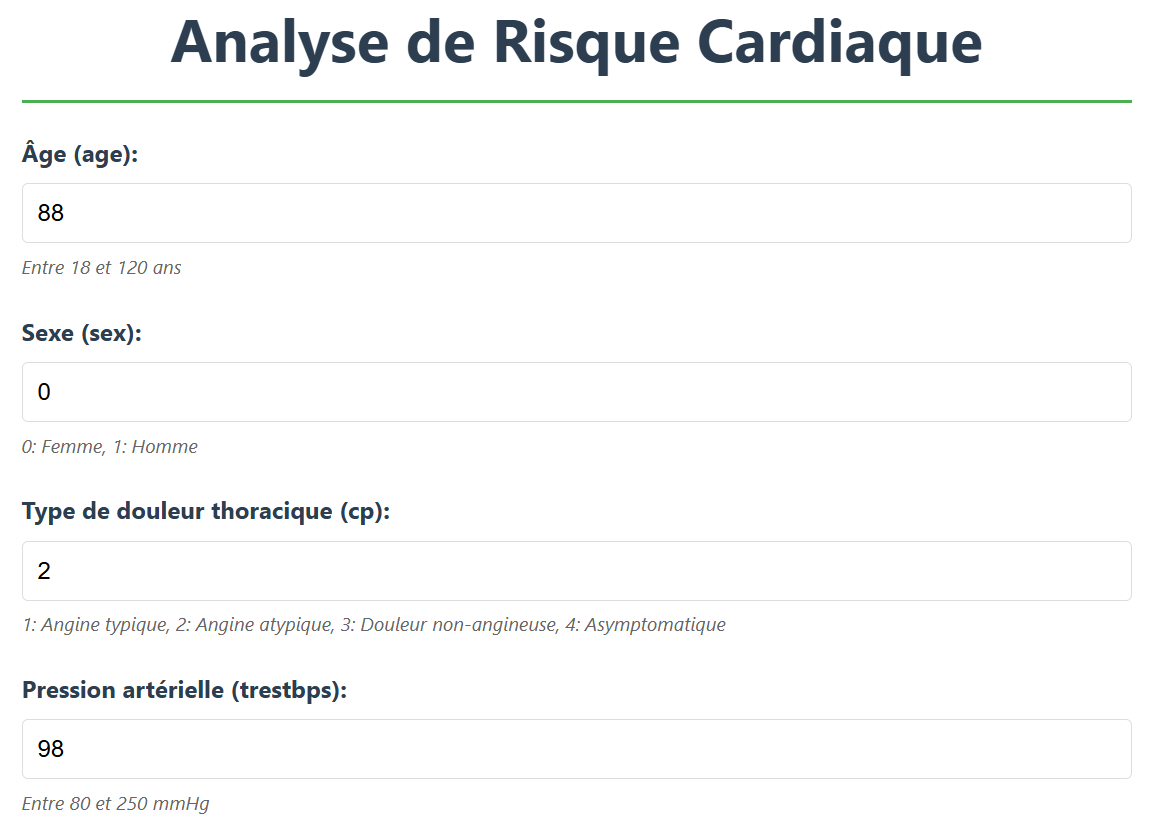 Analyse de Risque Cardiaque
Âge (age):
88
Entre 18 et 120 ans
Sexe (sex):
0
0: Femme, 1: Homme
Type de douleur thoracique (cp):
2
1: Angine typique, 2: Angine atypique, 3: Douleur non-angineuse, 4: Asymptomatique
Pression artérielle (trestbps):
98
Entre 80 et 250 mmHg